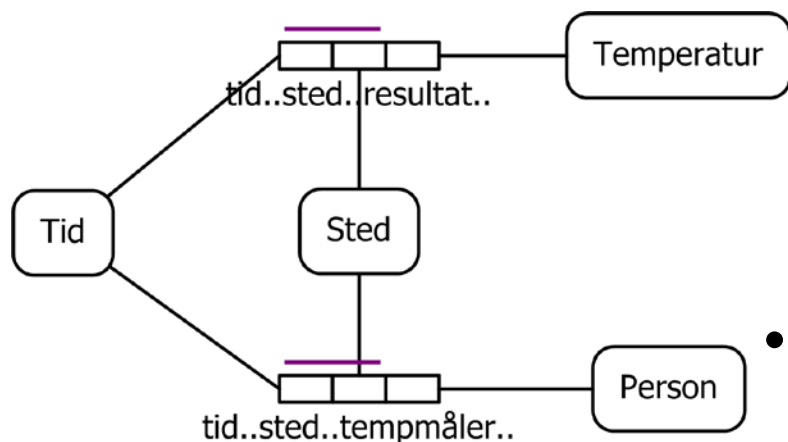 Temperatur
tid..sted..resultat..
Tid
Sted
Person
tid..sted..tempmåler..